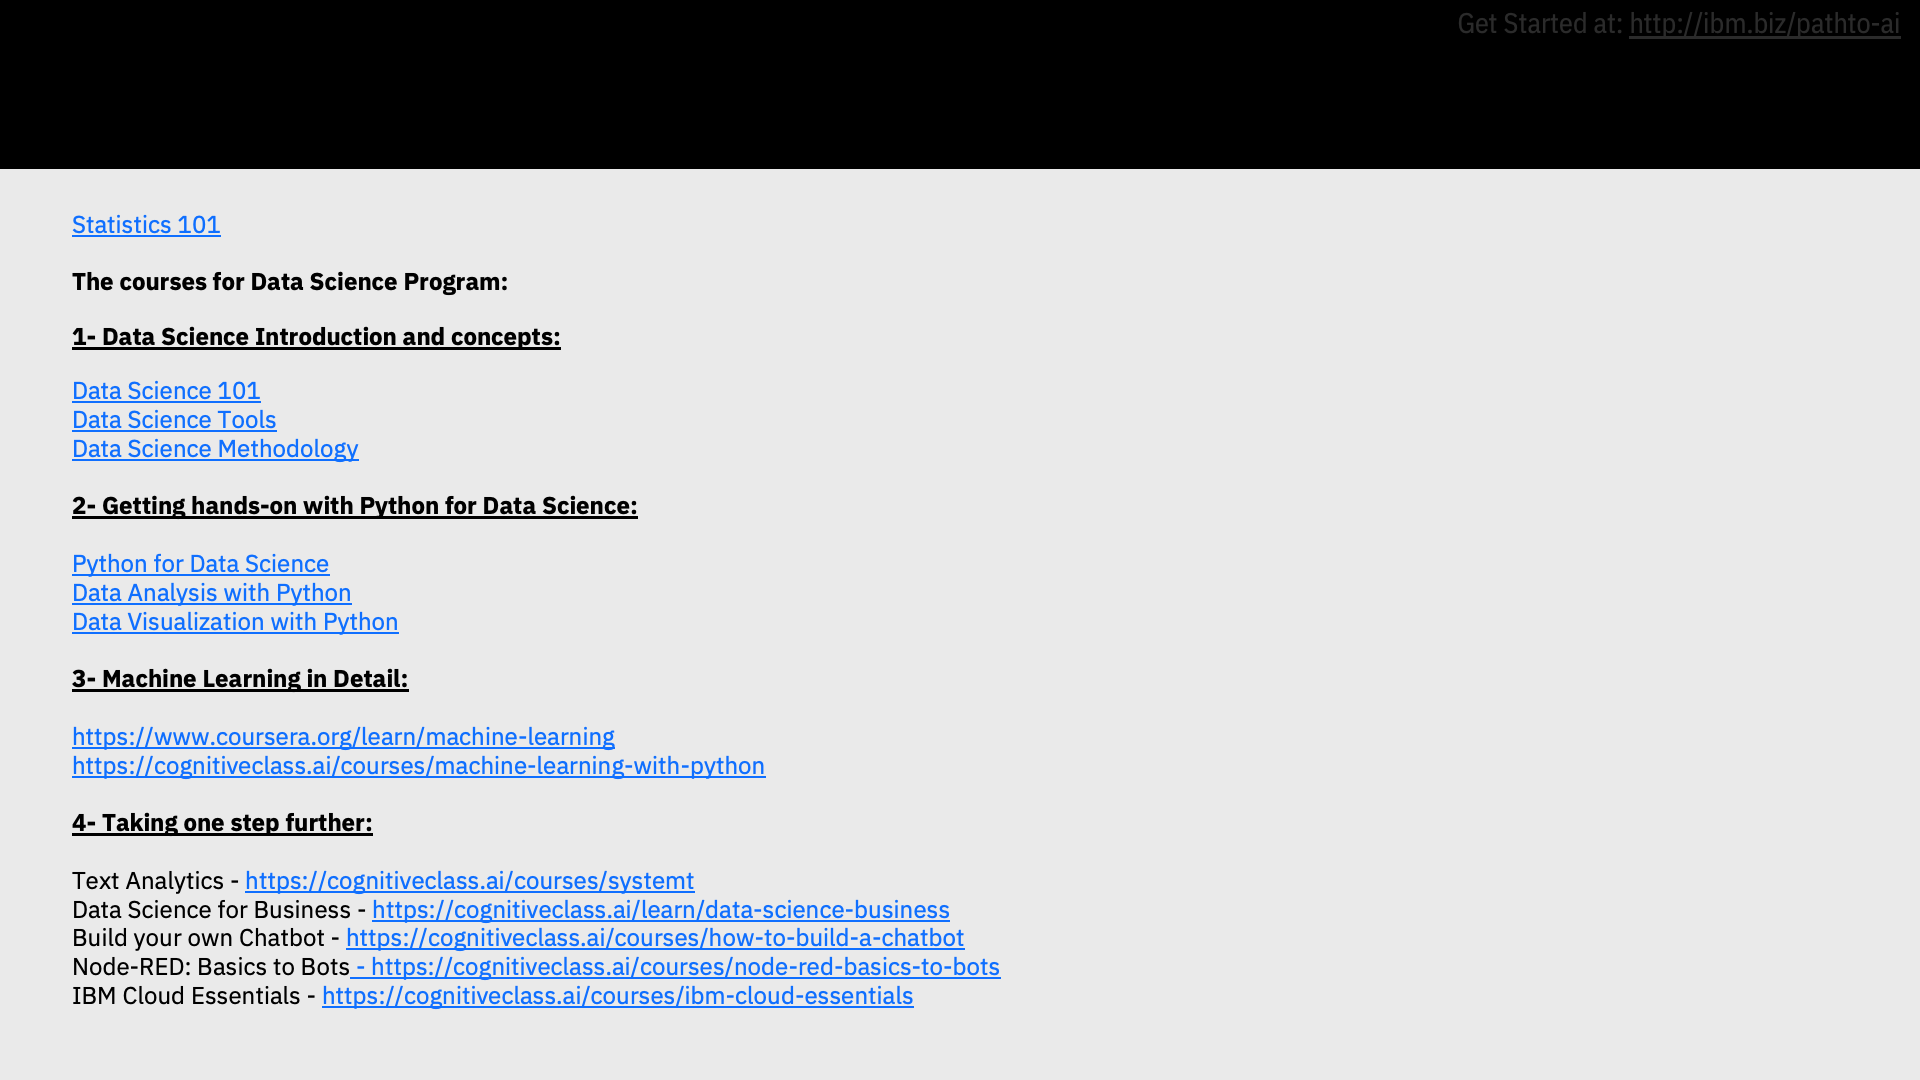 Get Started at: http://ibm.biz/pathto-ai
Statistics 101
The courses for Data Science Program:
1- Data Science Introduction and concepts:
Data Science 101
Data Science Tools
Data Science Methodology
2- Getting hands-on with Python for Data Science:
Python for Data Science
Data Analysis with Python
Data Visualization with Python
3- Machine Learning in Detail:
https://www.coursera.org/learn/machine-learning
https://cognitiveclass.ai/courses/machine-learning-with-python
4- Taking one step further:
Text Analytics - https://cognitiveclass.ai/courses/systemt
Data Science for Business - https://cognitiveclass.ai/learn/data-science-business
Build your own Chatbot - https://cognitiveclass.ai/courses/how-to-build-a-chatbot
Node-RED: Basics to Bots - https://cognitiveclass.ai/courses/node-red-basics-to-bots
IBM Cloud Essentials - https://cognitiveclass.ai/courses/ibm-cloud-essentials